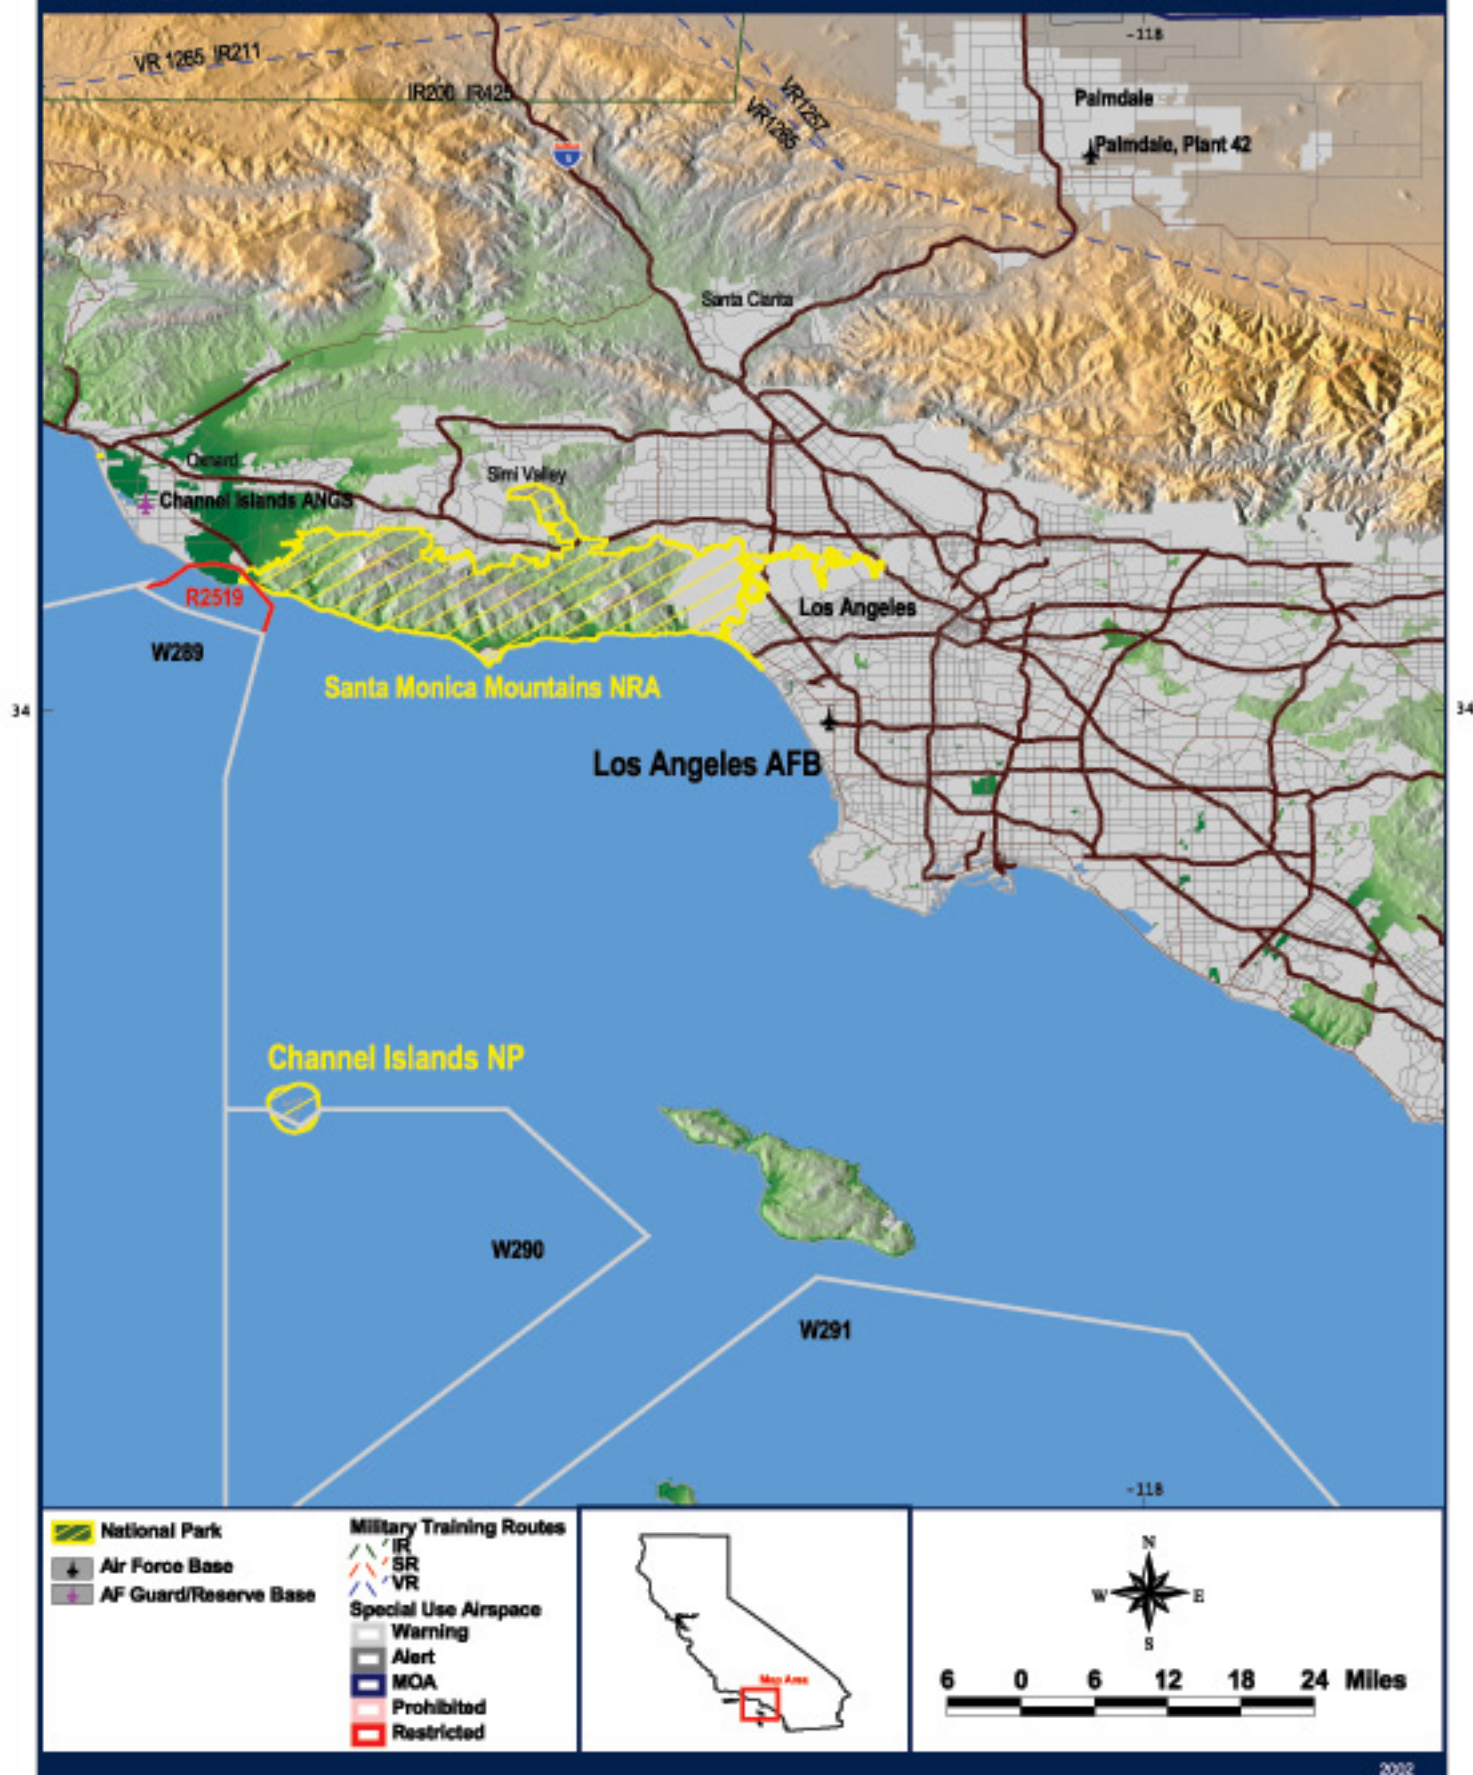 -118
VR 1265 IR211
IR200 IR425
VR1257
VR1265
Palmdale
Palmdale, Plant 42
5
Santa Clarita
Oxnard
Simi Valley
Channel Islands ANGS
R2519
Los Angeles
W289
Santa Monica Mountains NRA
34
34
Los Angeles AFB
Channel Islands NP
W290
W291
-118
National Park
Air Force Base
AF Guard/Reserve Base
Military Training Routes
IR
SR
VR
Special Use Airspace
Warning
Alert
MOA
Prohibited
Restricted
Map Area
N
W E
S
6 0 6 12 18 24 Miles
2002